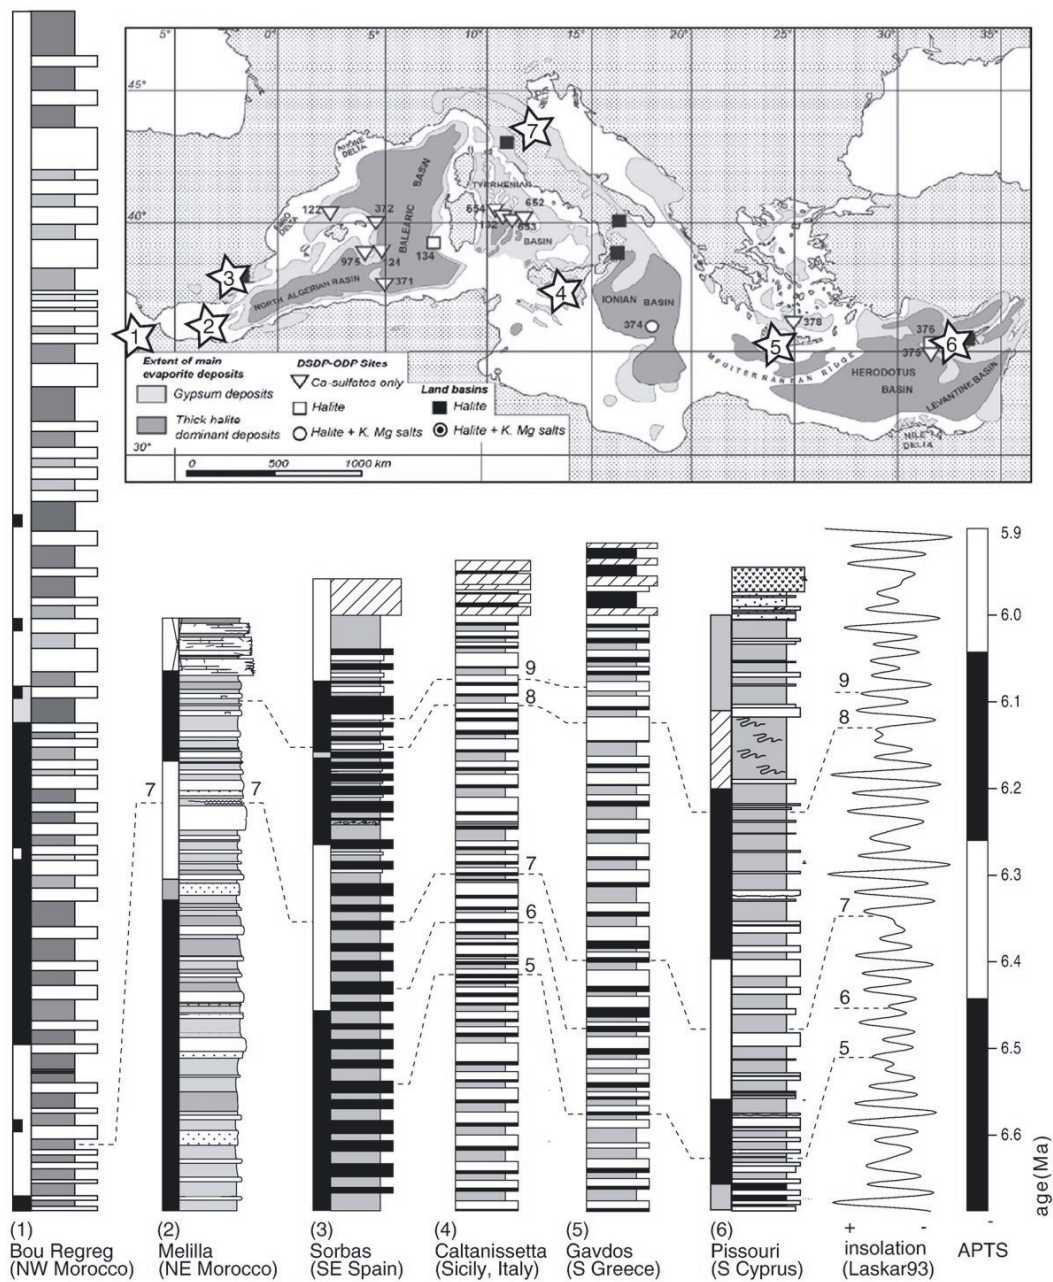 5°
0°
5°
10°
15°
20°
25°
30°
35°
45°
7
RHÔNE
DELTA
BASIN
TYRRHENIAN
40°
122
372
BALEARIC
654
652
132
653
EBRO
DELTA
BASIN
3
975
21
134
371
NORTH ALGERIAN BASIN
4
IONIAN
BASIN
374
1
2
378
5
376
6
375
MEDITERRANEAN RIDGE
HERODOTUS
BASIN
LEVANTINE BASIN
NILE
DELTA
Extent of main
evaporite deposits
Gypsum deposits
Thick halite
dominant deposits
DSDP-ODP Sites
Ca-sulfates only
Halite
Halite + K. Mg salts
Land basins
Halite
Halite + K. Mg salts
30°
0 500 1000 km
5.9
6.0
6.1
6.2
6.3
6.4
6.5
6.6
age(Ma)
9
8
9
8
7
7
7
6
5
7
6
5
(1)
Bou Regreg
(NW Morocco)
(2)
Melilla
(NE Morocco)
(3)
Sorbas
(SE Spain)
(4)
Caltanissetta
(Sicily, Italy)
(5)
Gavdos
(S Greece)
(6)
Pissouri
(S Cyprus)
+ -
insolation
(Laskar93)
-
APTS